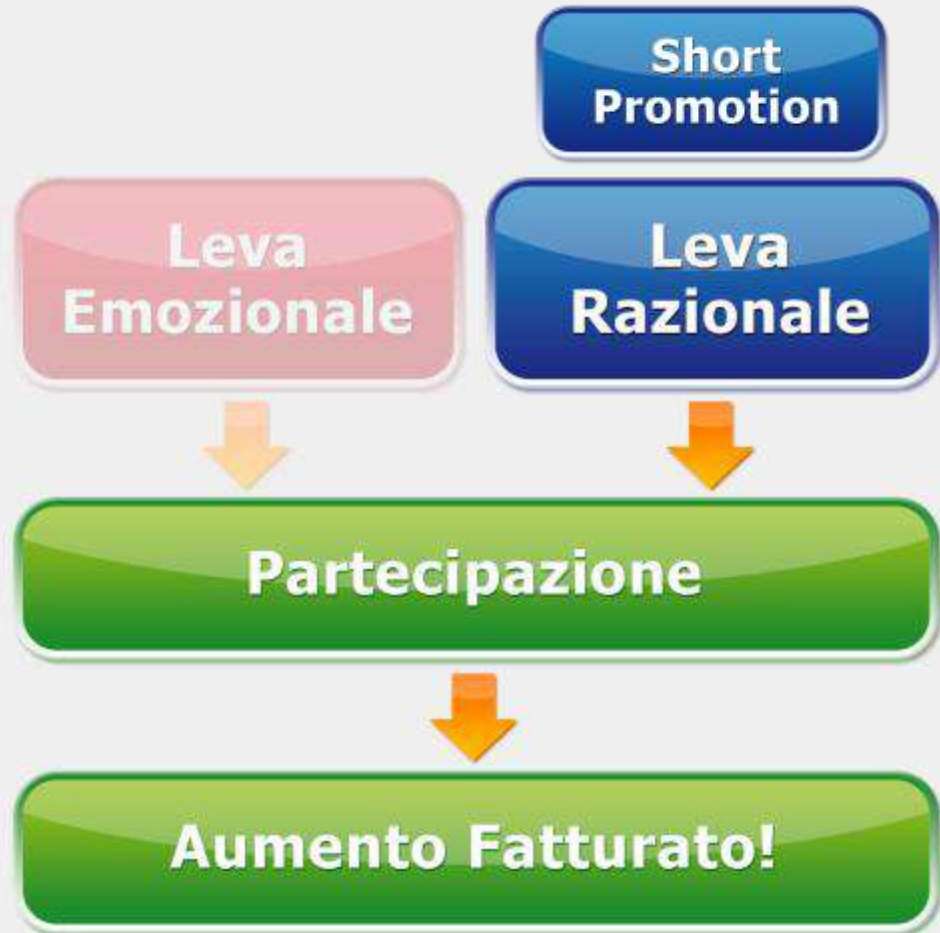 Short
Promotion
Leva
Emozionale
Leva
Razionale
Partecipazione
Aumento Fatturato!